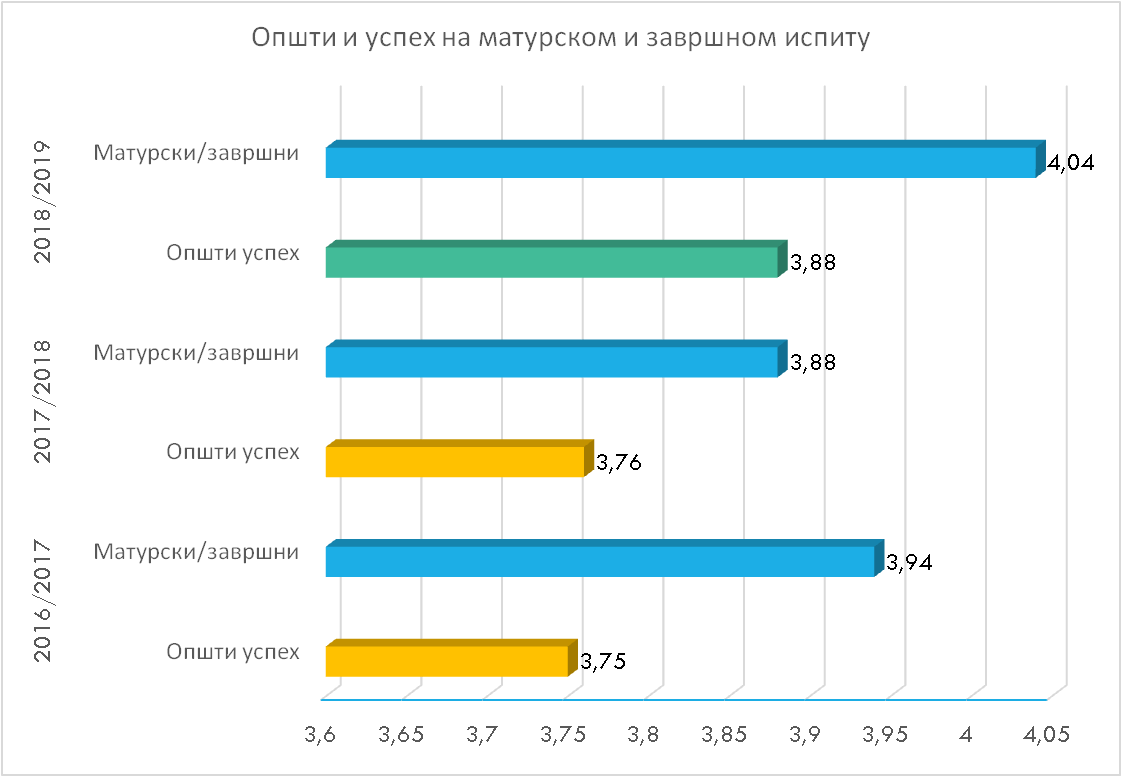 Општи и успех на матурском и завршном испиту
2018/2019
Матурски/завршни
4,04
Општи успех
3,88
2017/2018
Матурски/завршни
3,88
Општи успех
3,76
2016/2017
Матурски/завршни
3,94
Општи успех
3,75
3,6 3,65 3,7 3,75 3,8 3,85 3,9 3,95 4 4,05